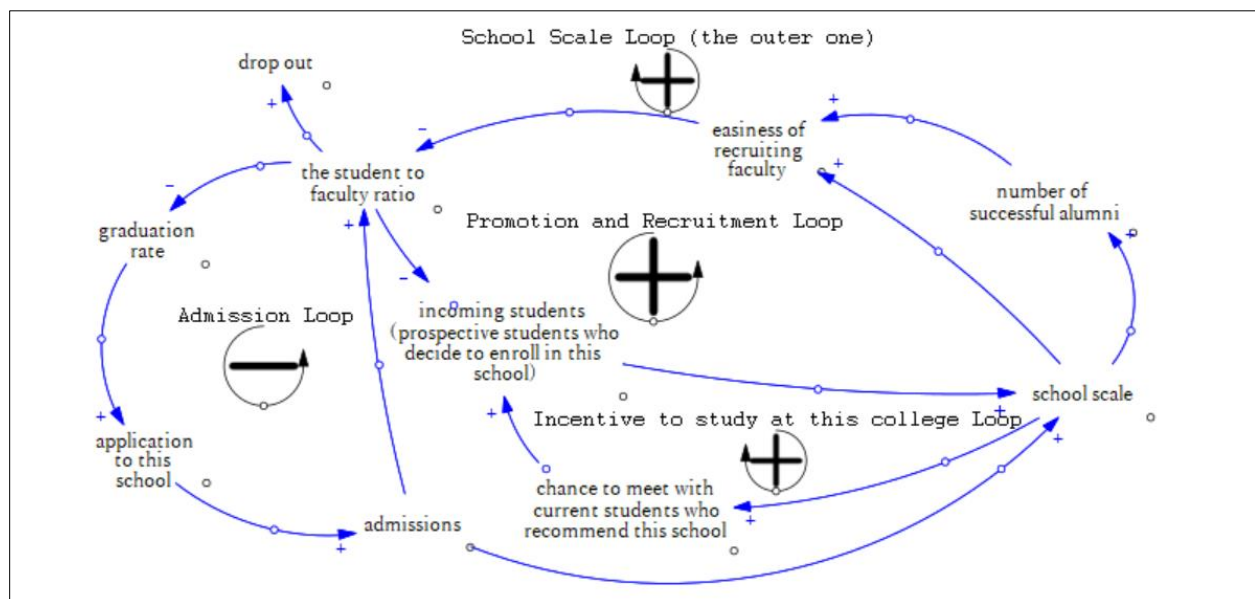 School Scale Loop (the outer one)
drop out
+
-
+
easiness of
recruiting
faculty
+
the student to
faculty ratio
-
+
number of
successful alumni
+
graduation
rate
Promotion and Recruitment Loop
-
Admission Loop
incoming students
(prospective students who
decide to enroll in this
school)
school scale
+
+
+
Incentive to study at this college Loop
+
application
to this
school
chance to meet with
current students who
recommend this school
+
admissions
+